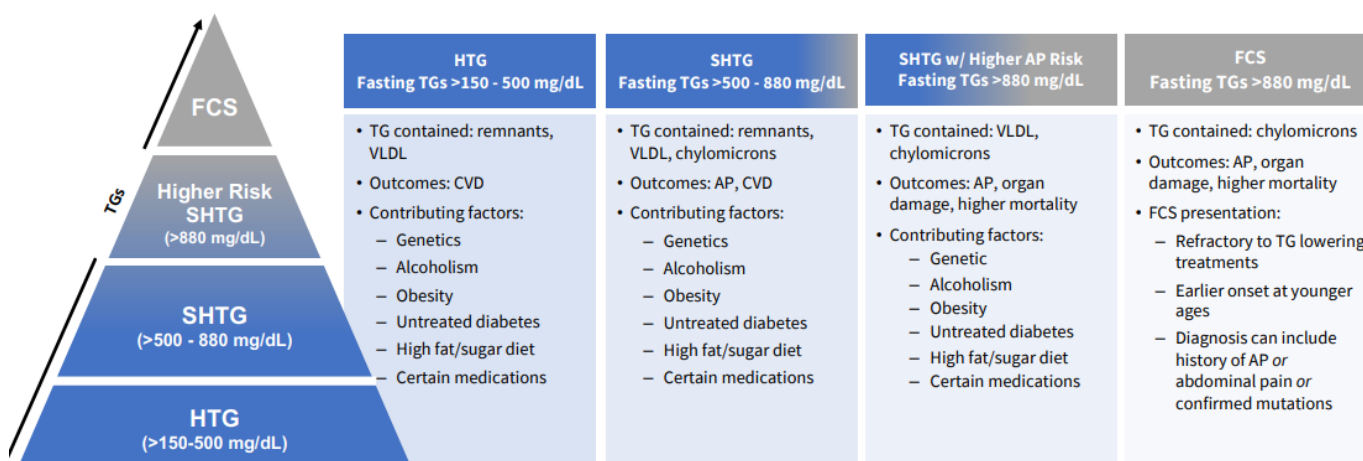 FCS
TGs
Higher Risk
SHTG
(>880 mg/dL)
SHTG
(>500 - 880 mg/dL)
HTG
(>150-500 mg/dL)
HTG
Fasting TGs >150 - 500 mg/dL
• TG contained: remnants,
VLDL
• Outcomes: CVD
• Contributing factors:
– Genetics
– Alcoholism
– Obesity
– Untreated diabetes
– High fat/sugar diet
– Certain medications
SHTG
Fasting TGs >500 - 880 mg/dL
• TG contained: remnants,
VLDL, chylomicrons
• Outcomes: AP, CVD
• Contributing factors:
– Genetics
– Alcoholism
– Obesity
– Untreated diabetes
– High fat/sugar diet
– Certain medications
SHTG w/ Higher AP Risk
Fasting TGs >880 mg/dL
• TG contained: VLDL,
chylomicrons
• Outcomes: AP, organ
damage, higher mortality
• Contributing factors:
– Genetic
– Alcoholism
– Obesity
– Untreated diabetes
– High fat/sugar diet
– Certain medications
FCS
Fasting TGs >880 mg/dL
• TG contained: chylomicrons
• Outcomes: AP, organ
damage, higher mortality
• FCS presentation:
– Refractory to TG lowering
treatments
– Earlier onset at younger
ages
– Diagnosis can include
history of AP or
abdominal pain or
confirmed mutations